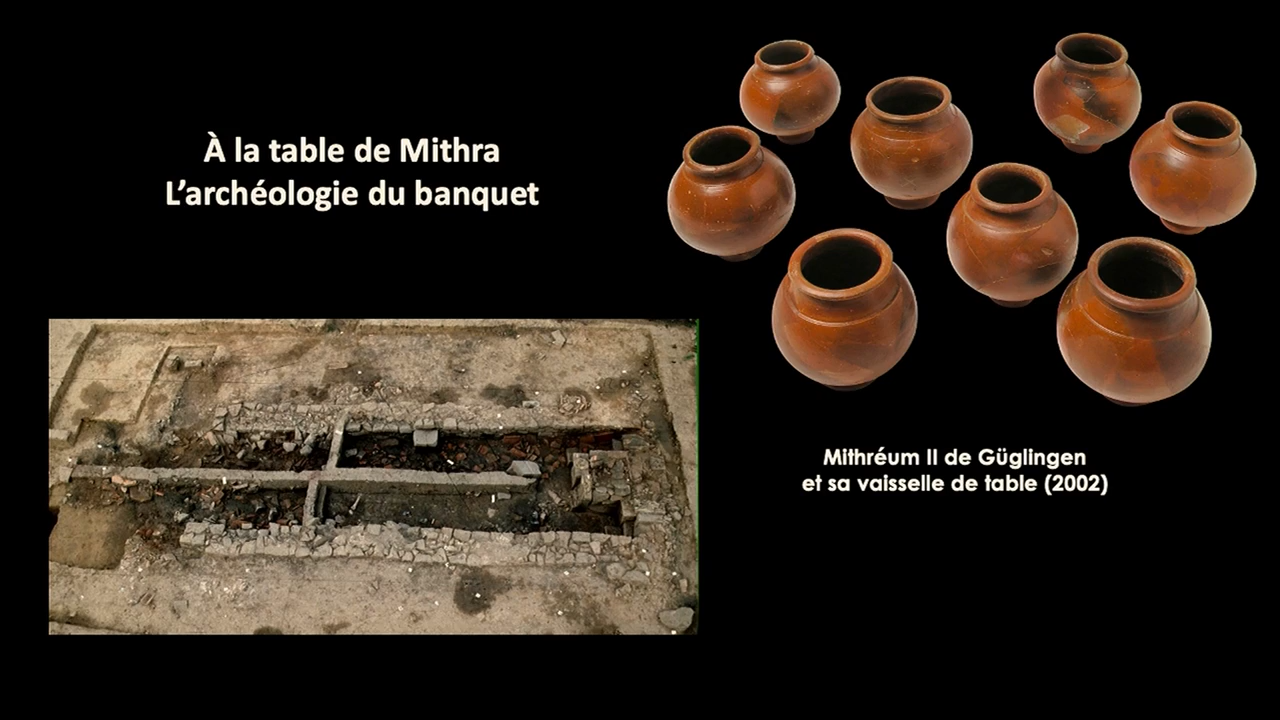 À la table de Mithra
L’archéologie du banquet
Mithréum II de Güglingen
et sa vaisselle de table (2002)